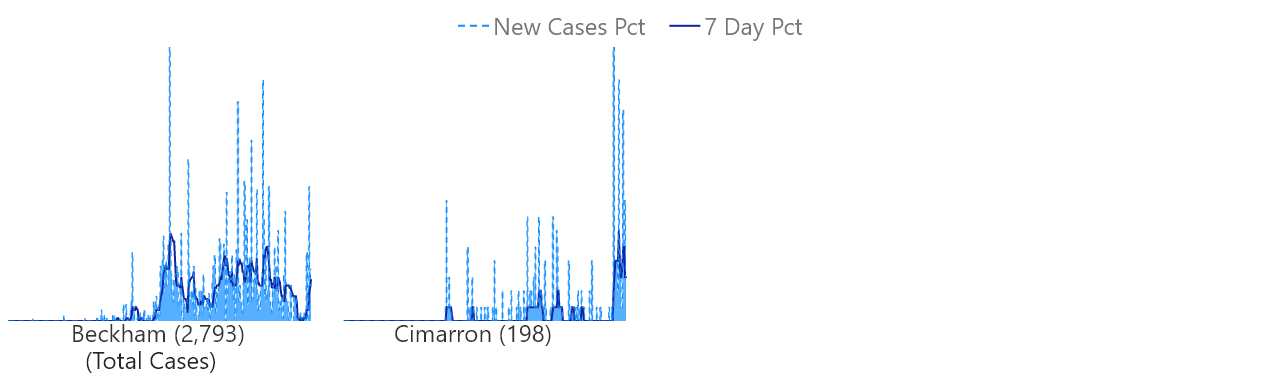 New Cases Pct 7 Day Pct
Beckham (2,793) Cimarron (198)
(Total Cases)